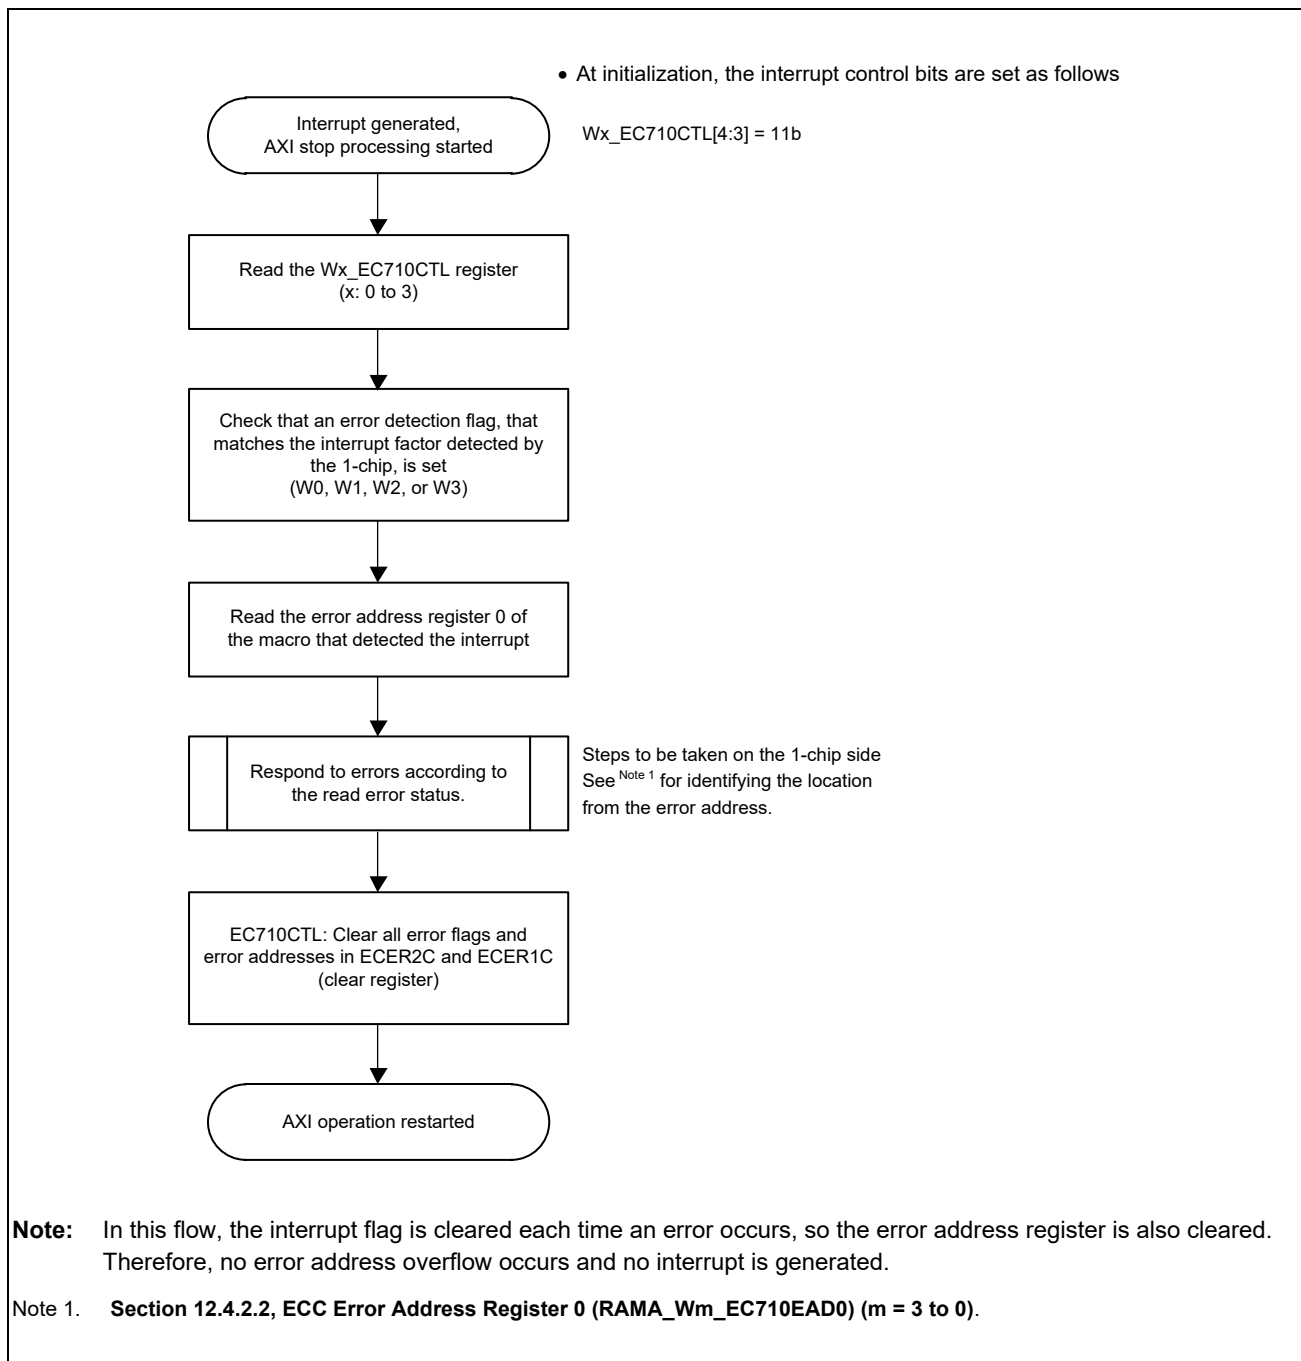 • At initialization, the interrupt control bits are set as follows
Interrupt generated,
AXI stop processing started
Wx_EC710CTL[4:3] = 11b
Read the Wx_EC710CTL register
(x: 0 to 3)
Check that an error detection flag, that
matches the interrupt factor detected by
the 1-chip, is set
(W0, W1, W2, or W3)
Read the error address register 0 of
the macro that detected the interrupt
Respond to errors according to
the read error status.
Steps to be taken on the 1-chip side
See Note 1 for identifying the location
from the error address.
EC710CTL: Clear all error flags and
error addresses in ECER2C and ECER1C
(clear register)
AXI operation restarted
Note: In this flow, the interrupt flag is cleared each time an error occurs, so the error address register is also cleared.
Therefore, no error address overflow occurs and no interrupt is generated.
Note 1. Section 12.4.2.2, ECC Error Address Register 0 (RAMA_Wm_EC710EAD0) (m = 3 to 0).